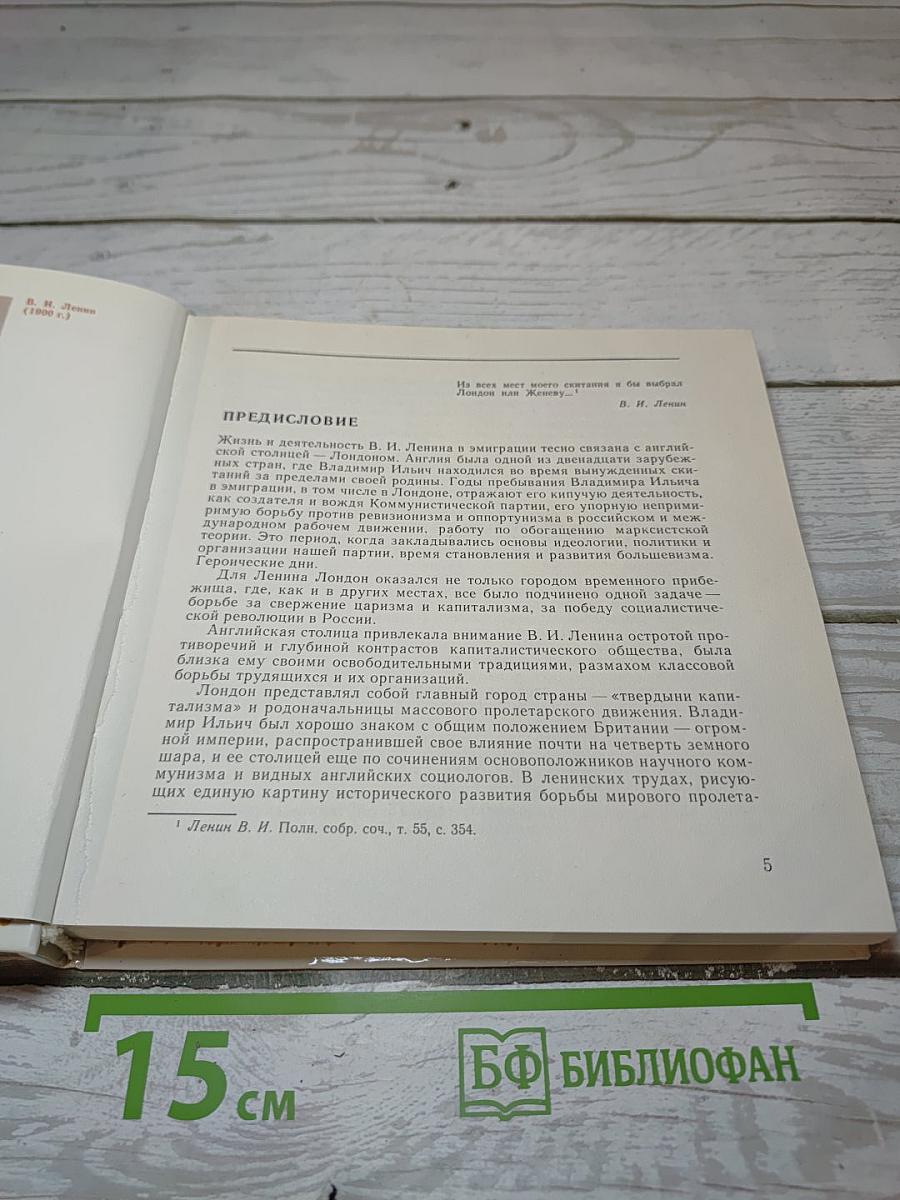 В. И. Ленин
(1900 г.)
Из всех мест моего скитания я бы выбрал
Лондон или Женеву...¹
В. И. Ленин
ПРЕДИСЛОВИЕ
Жизнь и деятельность В. И. Ленина в эмиграции тесно связана с англий-
ской столицей — Лондоном. Англия была одной из двенадцати зарубеж-
ных стран, где Владимир Ильич находился во время вынужденных ски-
таний за пределами своей родины. Годы пребывания Владимира Ильича
в эмиграции, в том числе в Лондоне, отражают его кипучую деятельность,
как создателя и вождя Коммунистической партии, его упорную неприми-
римую борьбу против ревизионизма и оппортунизма в российском и меж-
дународном рабочем движении, работу по обогащению марксистской
теории. Это период, когда закладывались основы идеологии, политики и
организации нашей партии, время становления и развития большевизма.
Героические дни.
Для Ленина Лондон оказался не только городом временного прибе-
жища, где, как и в других местах, все было подчинено одной задаче —
борьбе за свержение царизма и капитализма, за победу социалистиче-
ской революции в России.
Английская столица привлекала внимание В. И. Ленина остротой про-
тиворечий и глубиной контрастов капиталистического общества, была
близка ему своими освободительными традициями, размахом классовой
борьбы трудящихся и их организаций.
Лондон представлял собой главный город страны — «твердыни капи-
тализма» и родоначальницы массового пролетарского движения. Влади-
мир Ильич был хорошо знаком с общим положением Британии — огром-
ной империи, распространившей свое влияние почти на четверть земного
шара, и ее столицей еще по сочинениям основоположников научного ком-
мунизма и видных английских социологов. В ленинских трудах, рисую-
щих единую картину исторического развития борьбы мирового пролета-
¹ Ленин В. И. Полн. собр. соч., т. 55, с. 354.
5
15 см
БФ БИБЛИОФАН